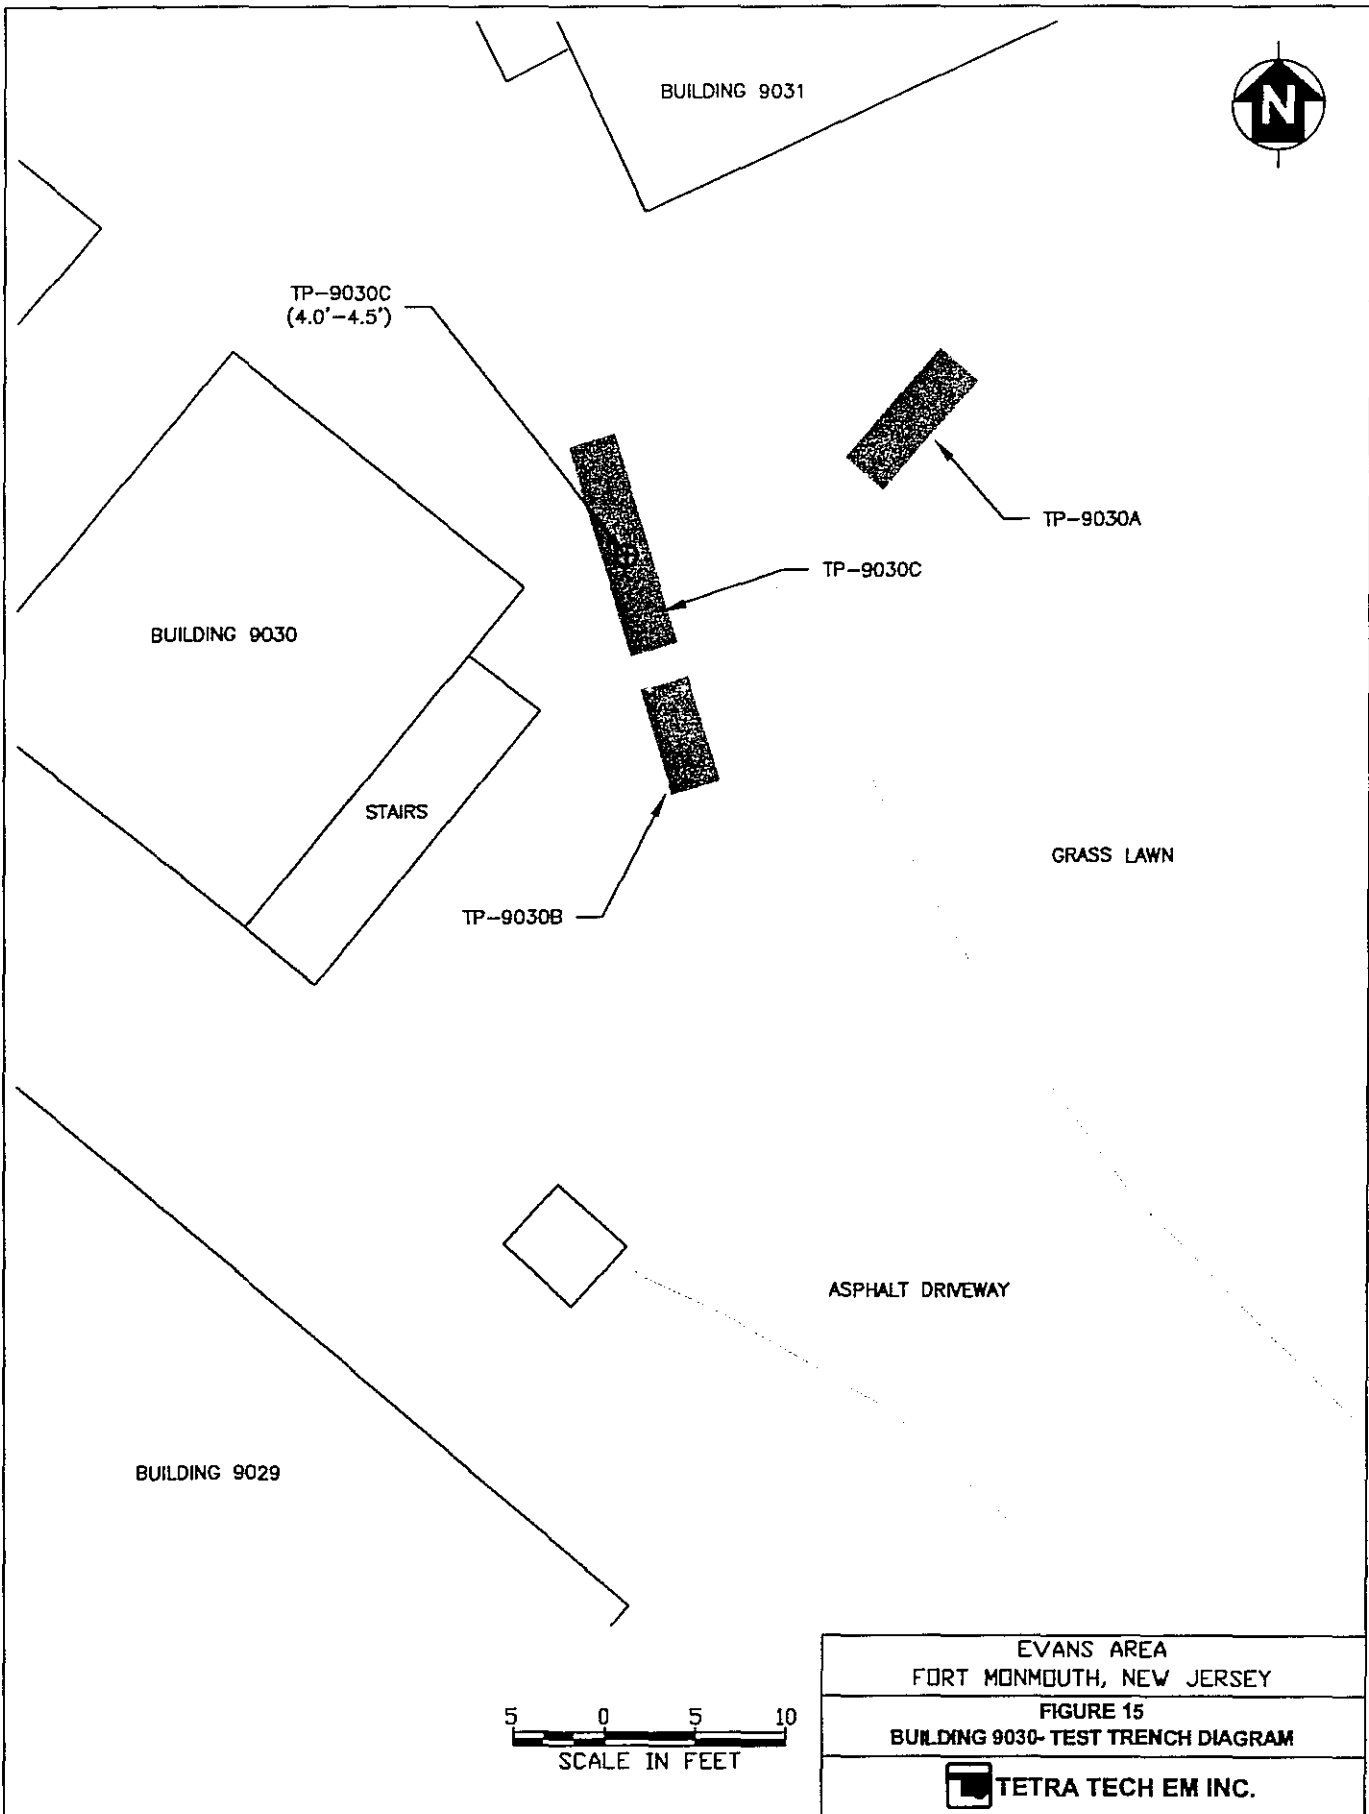 BUILDING 9031
N
TP-9030C
(4.0'-4.5')
TP-9030A
TP-9030C
BUILDING 9030
STAIRS
GRASS LAWN
TP-9030B
ASPHALT DRIVEWAY
BUILDING 9029
5 0 5 10
SCALE IN FEET
EVANS AREA
FORT MONMOUTH, NEW JERSEY
FIGURE 15
BUILDING 9030- TEST TRENCH DIAGRAM
TETRA TECH EM INC.